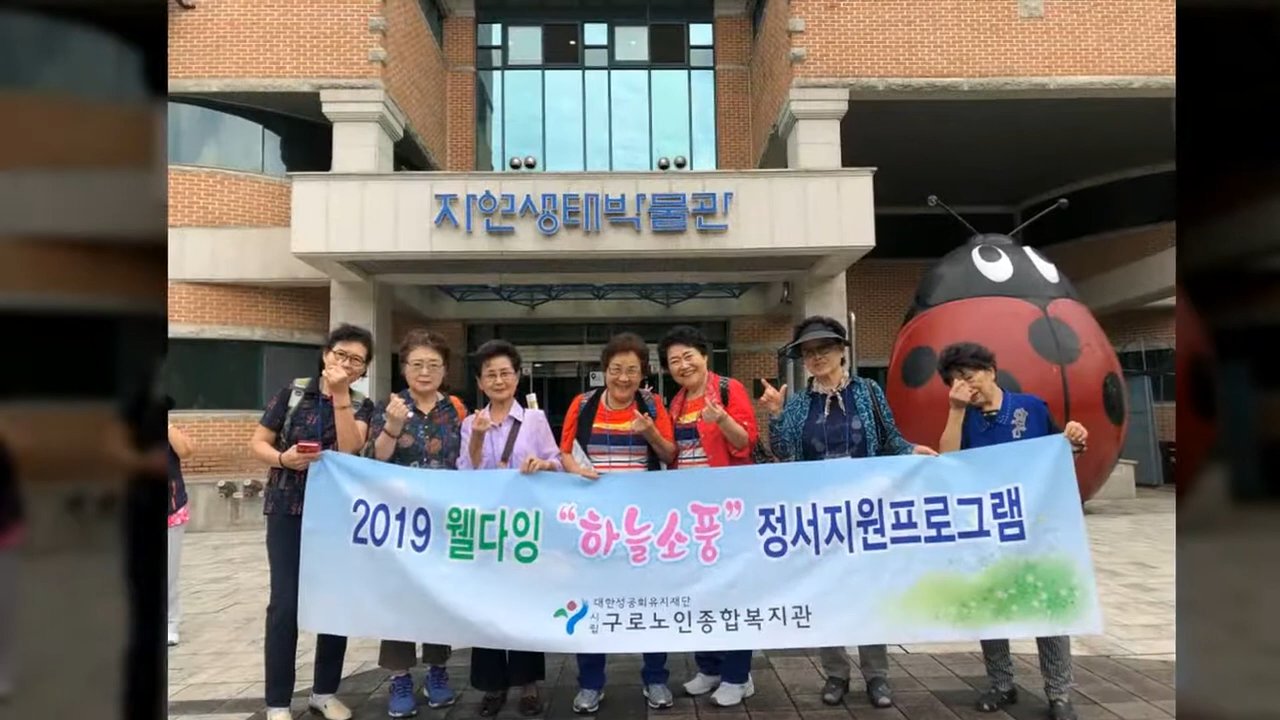 자연생태박물관
2019 웰다잉 "하늘소풍" 정서지원프로그램
대한성공회유지재단
시립 구로노인종합복지관